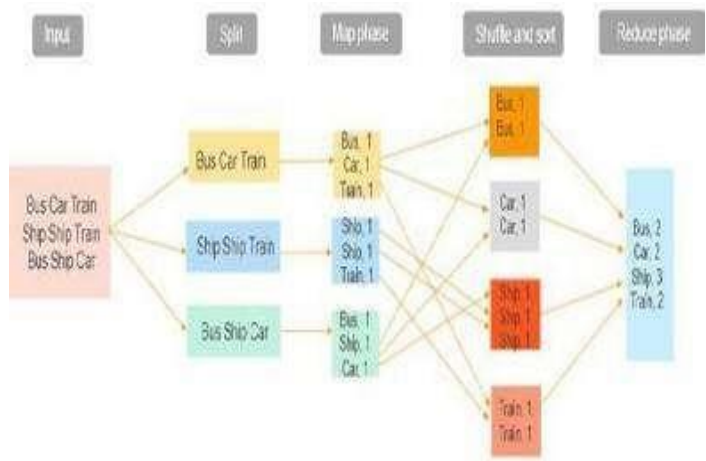 Input
Split
Map phase
Shuffle and sort
Reduce phase
Bus Car Train
Ship Ship Train
Bus Ship Car
Bus Car Train
Ship Ship Train
Bus Ship Car
Bus, 1
Car, 1
Train, 1
Ship, 1
Ship, 1
Train, 1
Bus, 1
Ship, 1
Car, 1
Bus, 1
Bus, 1
Car, 1
Car, 1
Ship, 1
Ship, 1
Ship, 1
Train, 1
Train, 1
Bus, 2
Car, 2
Ship, 3
Train, 2